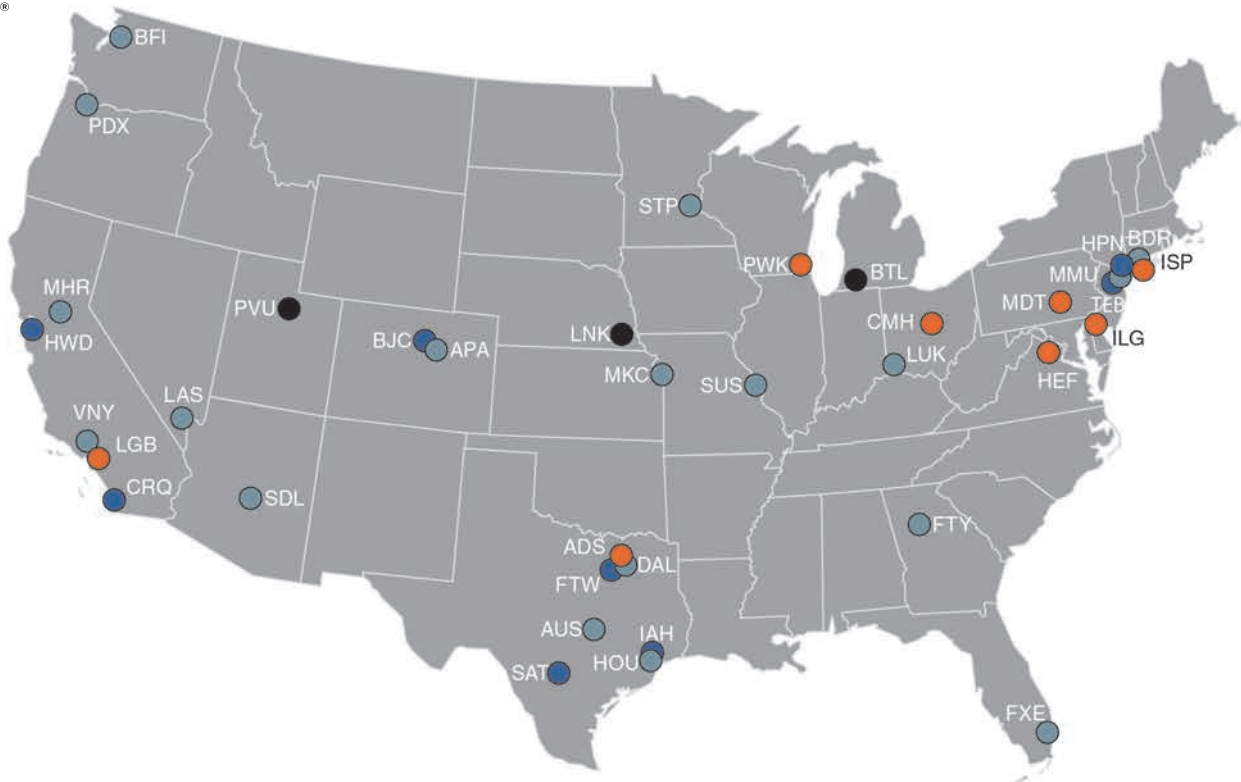 ®
BFI
PDX
STP
HPN
BDR
PWK
BTL
MMU
ISP
MHR
PVU
MDT
TEB
HWD
LNK
CMH
ILG
BJC
APA
LUK
MKC
SUS
HEF
LAS
VNY
LGB
CRQ
SDL
FTY
ADS
DAL
FTW
AUS
IAH
HOU
SAT
FXE